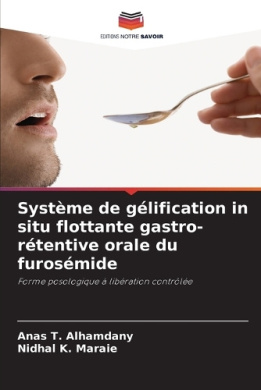 EDITIONS NOTRE SAVOIR
Système de gélification in
situ flottante gastro-
rétentive orale du
furosémide
Forme posologique à libération contrôlée
Anas T. Alhamdany
Nidhal K. Maraie